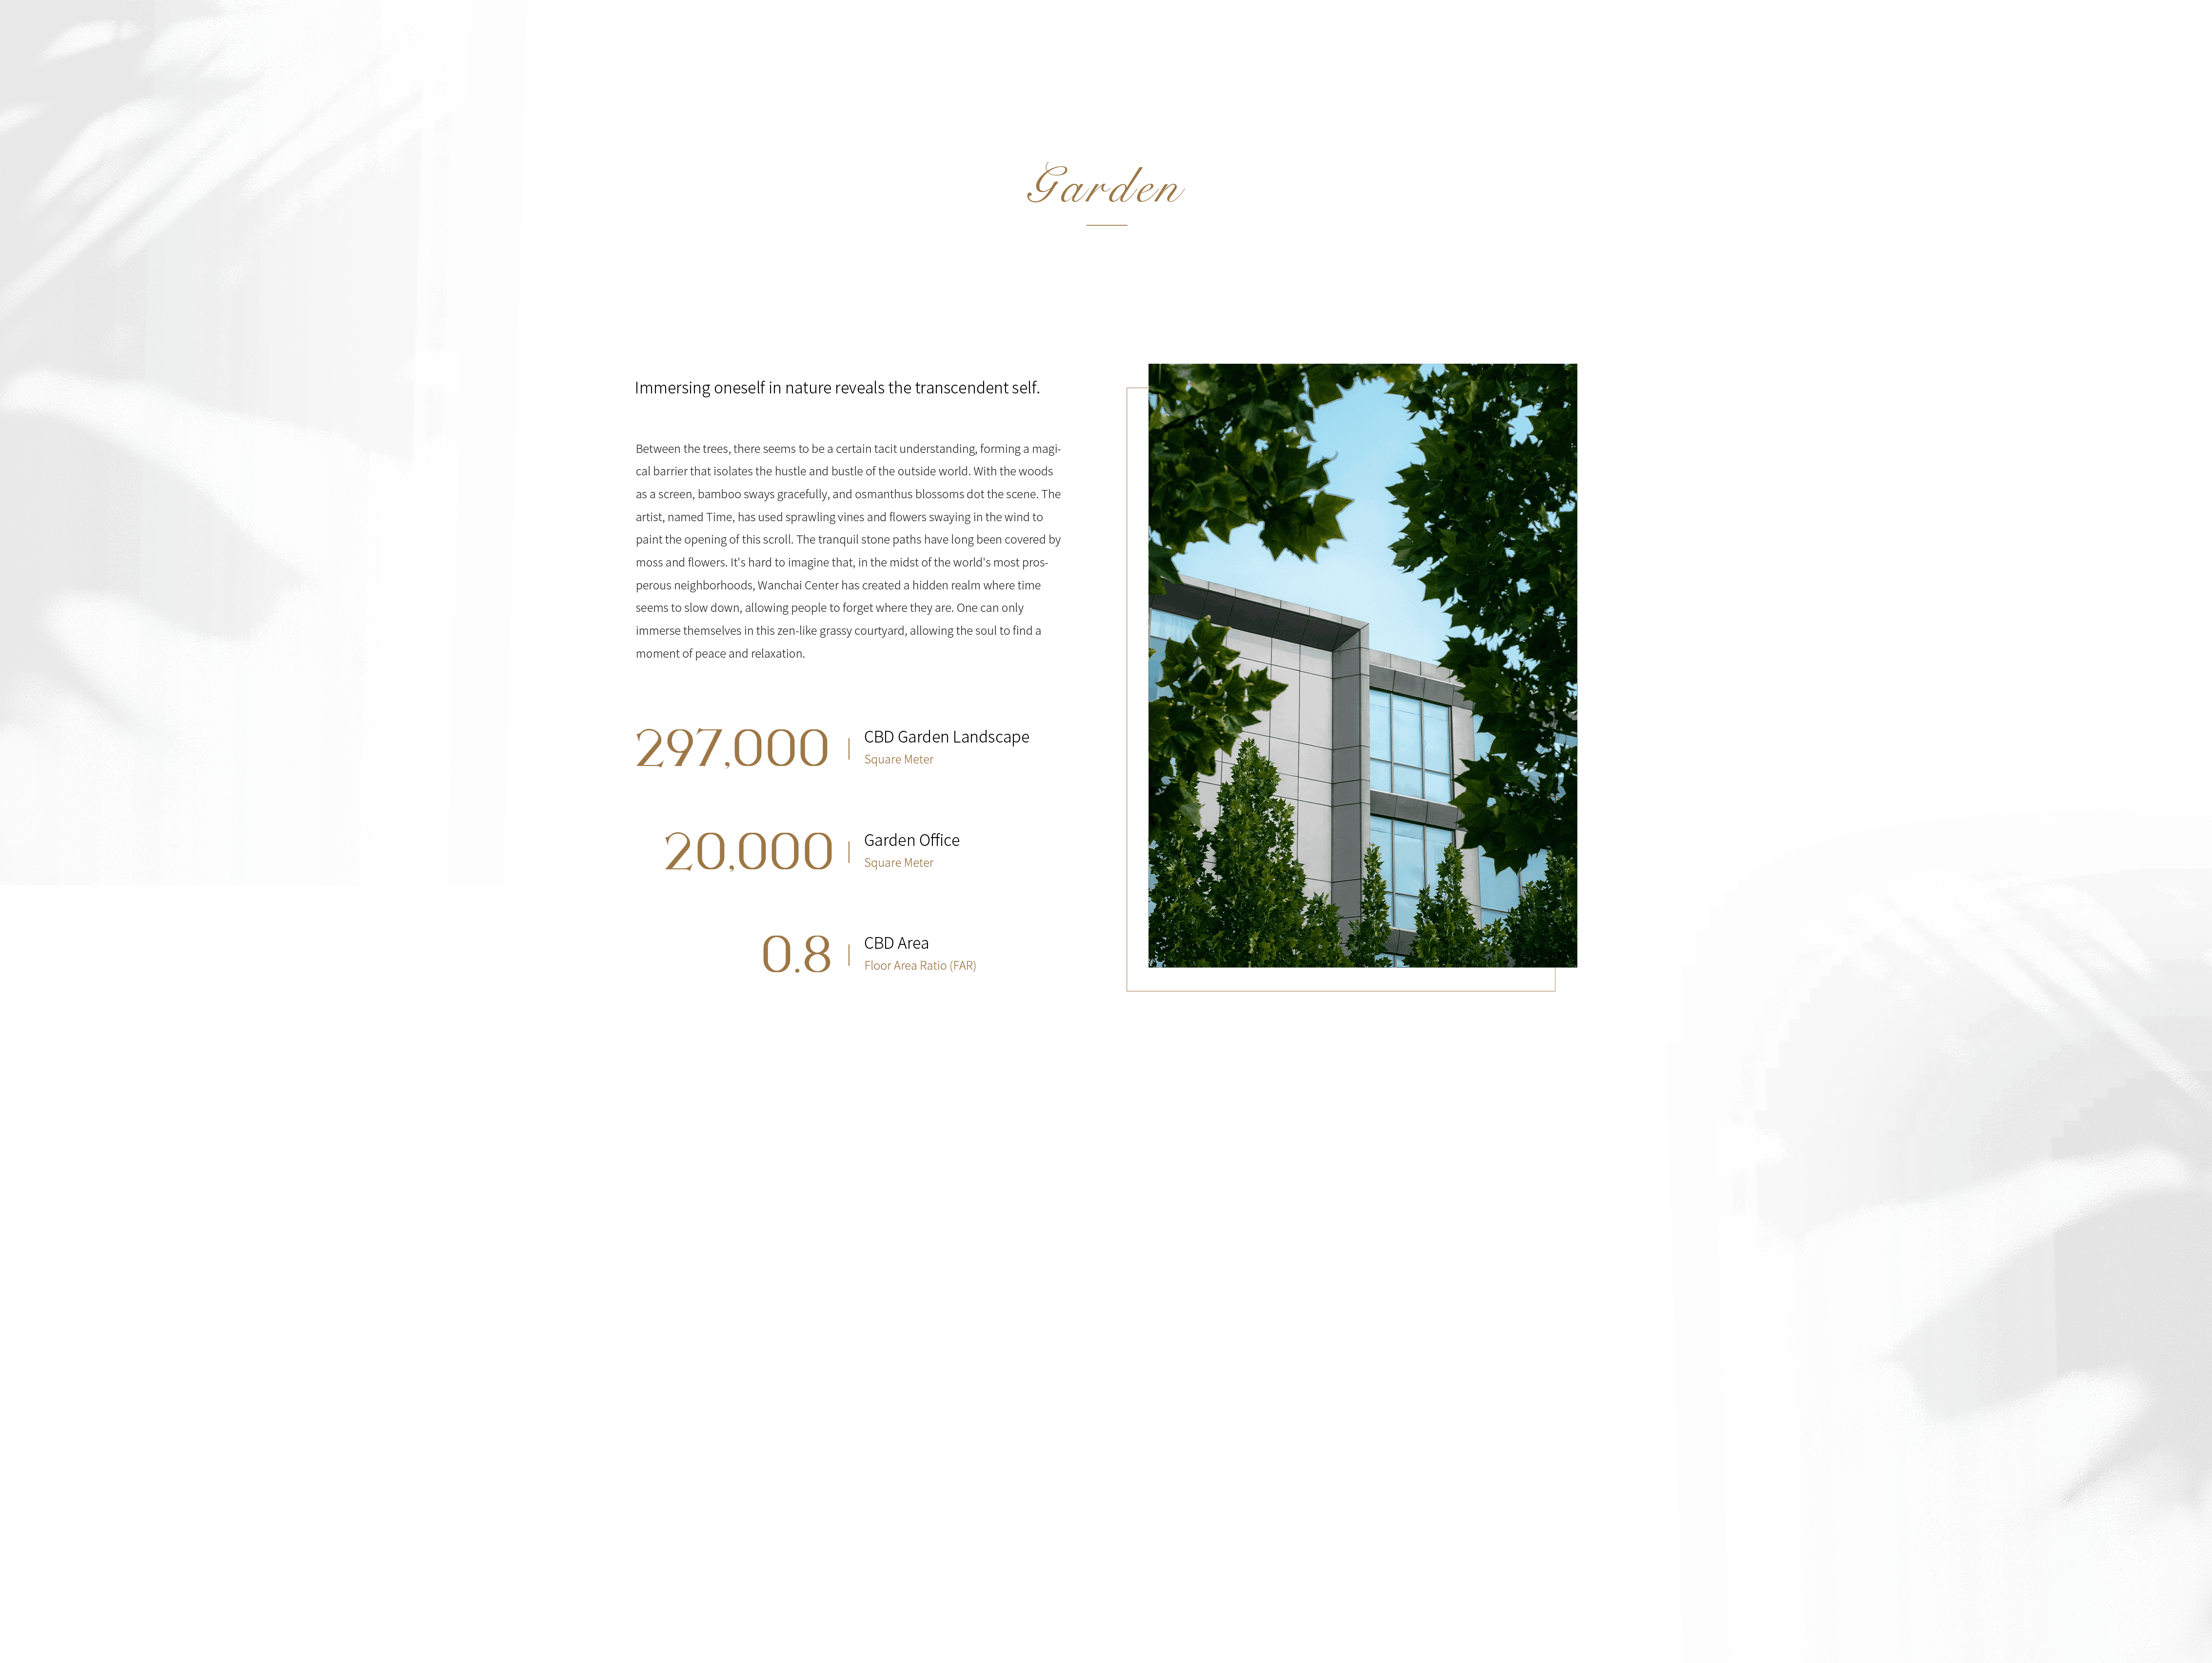 Garden
Immersing oneself in nature reveals the transcendent self.
Between the trees, there seems to be a certain tacit understanding, forming a magi-
cal barrier that isolates the hustle and bustle of the outside world. With the woods
as a screen, bamboo sways gracefully, and osmanthus blossoms dot the scene. The
artist, named Time, has used sprawling vines and flowers swaying in the wind to
paint the opening of this scroll. The tranquil stone paths have long been covered by
moss and flowers. It's hard to imagine that, in the midst of the world's most pros-
perous neighborhoods, Wanchai Center has created a hidden realm where time
seems to slow down, allowing people to forget where they are. One can only
immerse themselves in this zen-like grassy courtyard, allowing the soul to find a
moment of peace and relaxation.
297,000
CBD Garden Landscape
Square Meter
20,000
Garden Office
Square Meter
0.8
CBD Area
Floor Area Ratio (FAR)